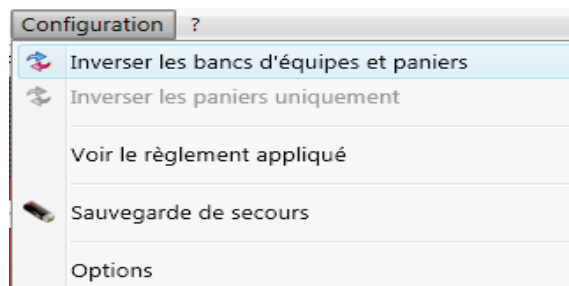 Configuration ?
Inverser les bancs d'équipes et paniers
Inverser les paniers uniquement
Voir le règlement appliqué
Sauvegarde de secours
Options